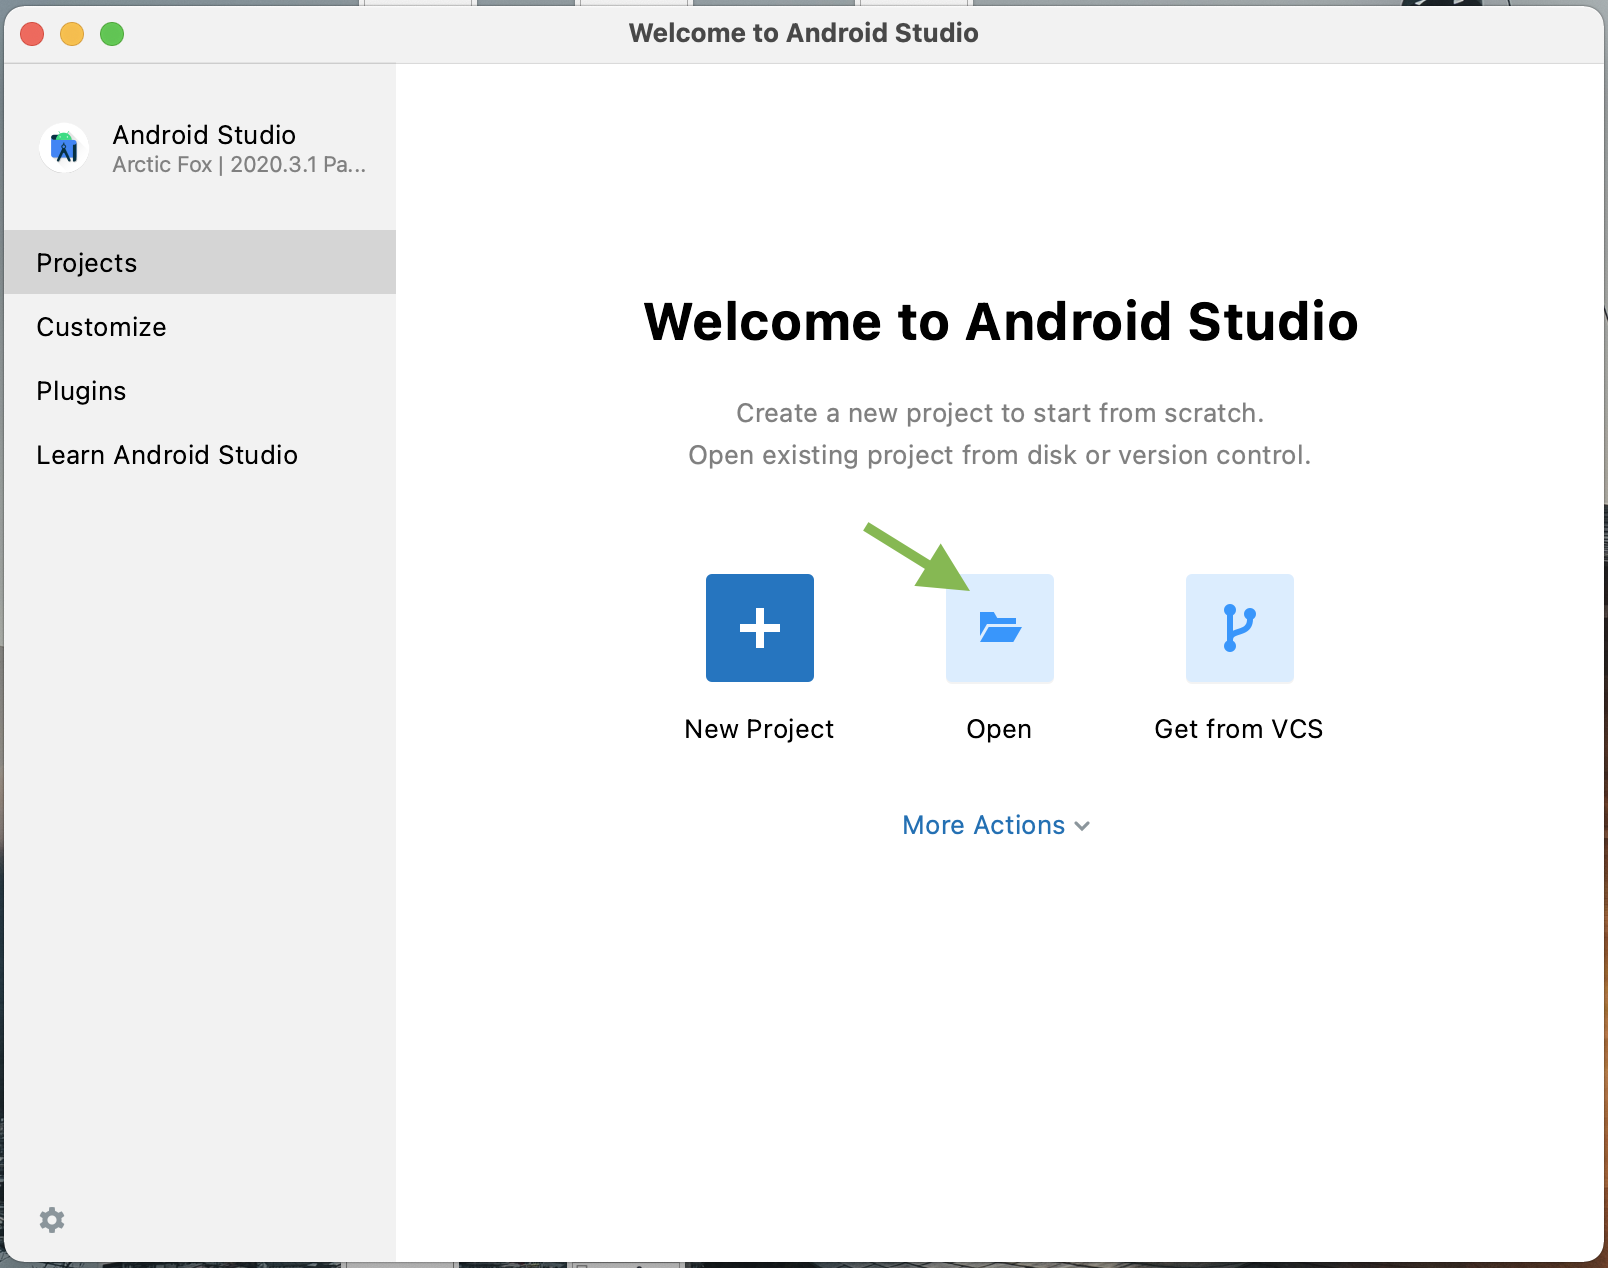 Welcome to Android Studio
Android Studio
Arctic Fox | 2020.3.1 Pa...
Projects
Customize
Plugins
Learn Android Studio
Welcome to Android Studio
Create a new project to start from scratch.
Open existing project from disk or version control.
New Project
Open
Get from VCS
More Actions